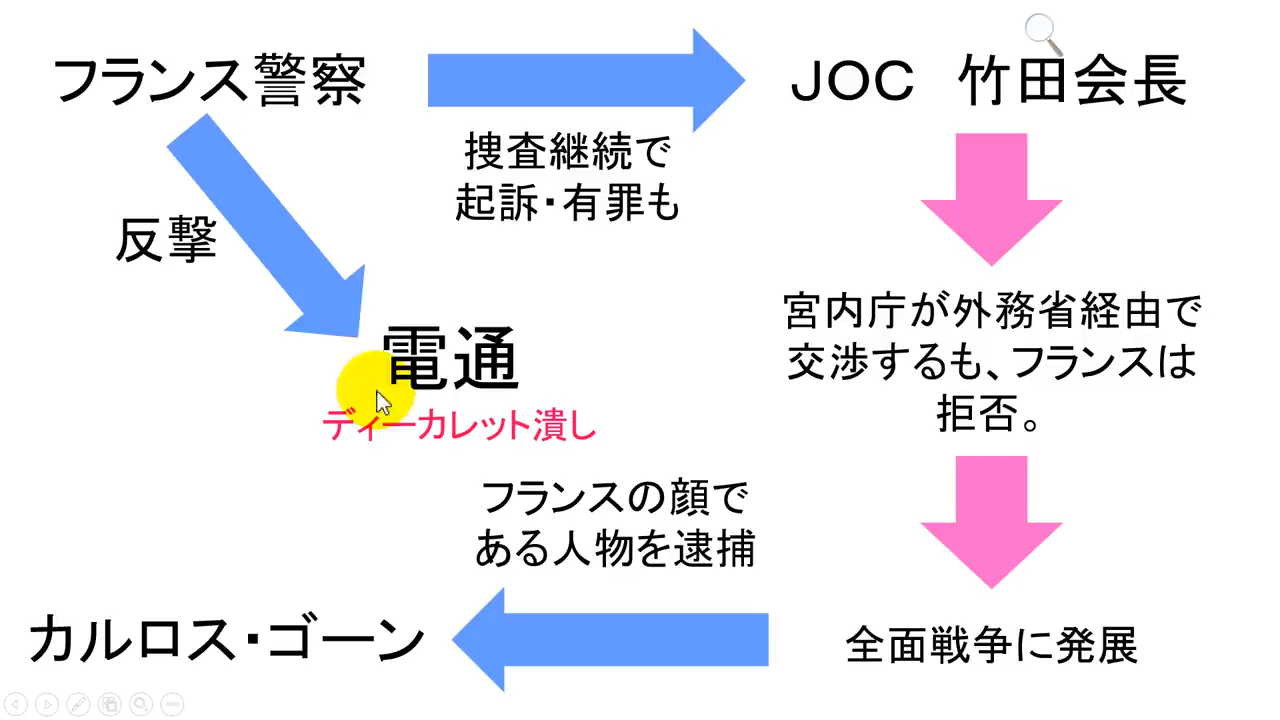 フランス警察
JOC　竹田会長
捜査継続で
起訴・有罪も
反撃
宮内庁が外務省経由で
交渉するも、フランスは
拒否。
電通
ディーカレット潰し
フランスの顔で
ある人物を逮捕
カルロス・ゴーン
全面戦争に発展